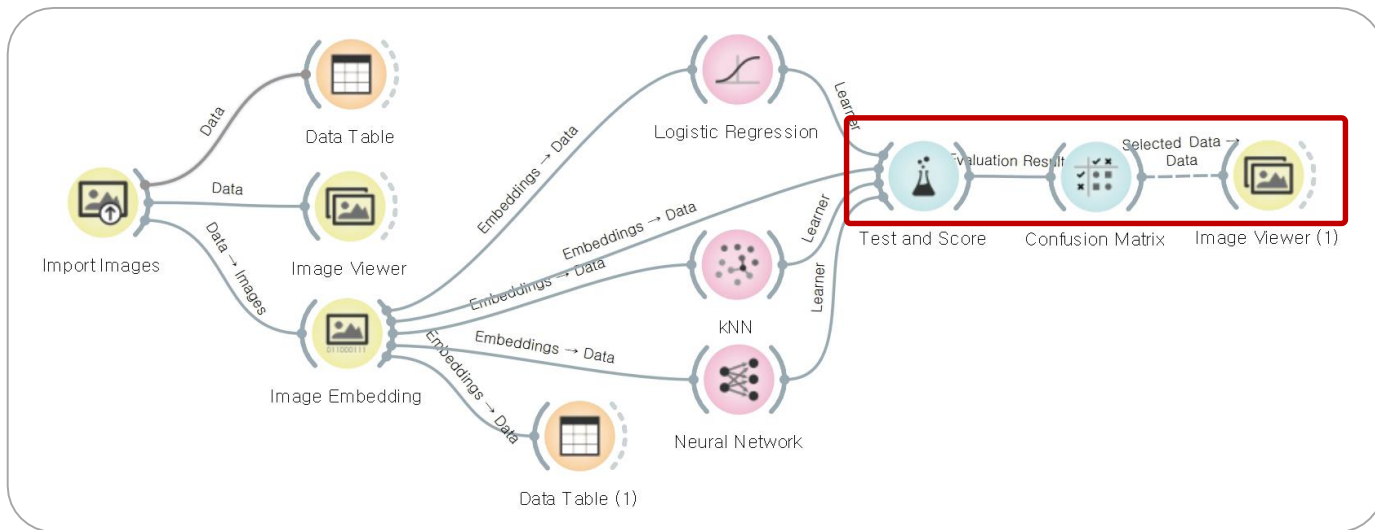 Data
Data Table
Logistic Regression
Learner
Embeddings → Data
Data
Image Viewer
Import Images
Data → Images
Embeddings → Data
Evaluation Result
Selected Data →
Data
Test and Score
Confusion Matrix
Image Viewer (1)
Embeddings → Data
Learner
kNN
Learner
011000111
Image Embedding
Embeddings → Data
Embeddings → Data
Neural Network
Data Table (1)